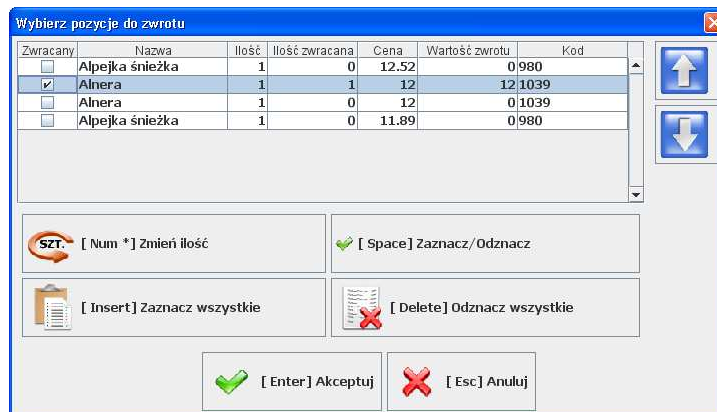 Wybierz pozycje do zwrotu
Zwracany Nazwa Ilość Ilość zwracana Cena Wartość zwrotu Kod
Alpejka śnieżka 1 0 12.52 0 980
Alnera 1 1 12 12 1039
Alnera 1 0 12 0 1039
Alpejka śnieżka 1 0 11.89 0 980
SZT. [ Num *] Zmień ilość [ Space] Zaznacz/Odznacz
[ Insert] Zaznacz wszystkie [ Delete] Odznacz wszystkie
[ Enter] Akceptuj [ Esc] Anuluj